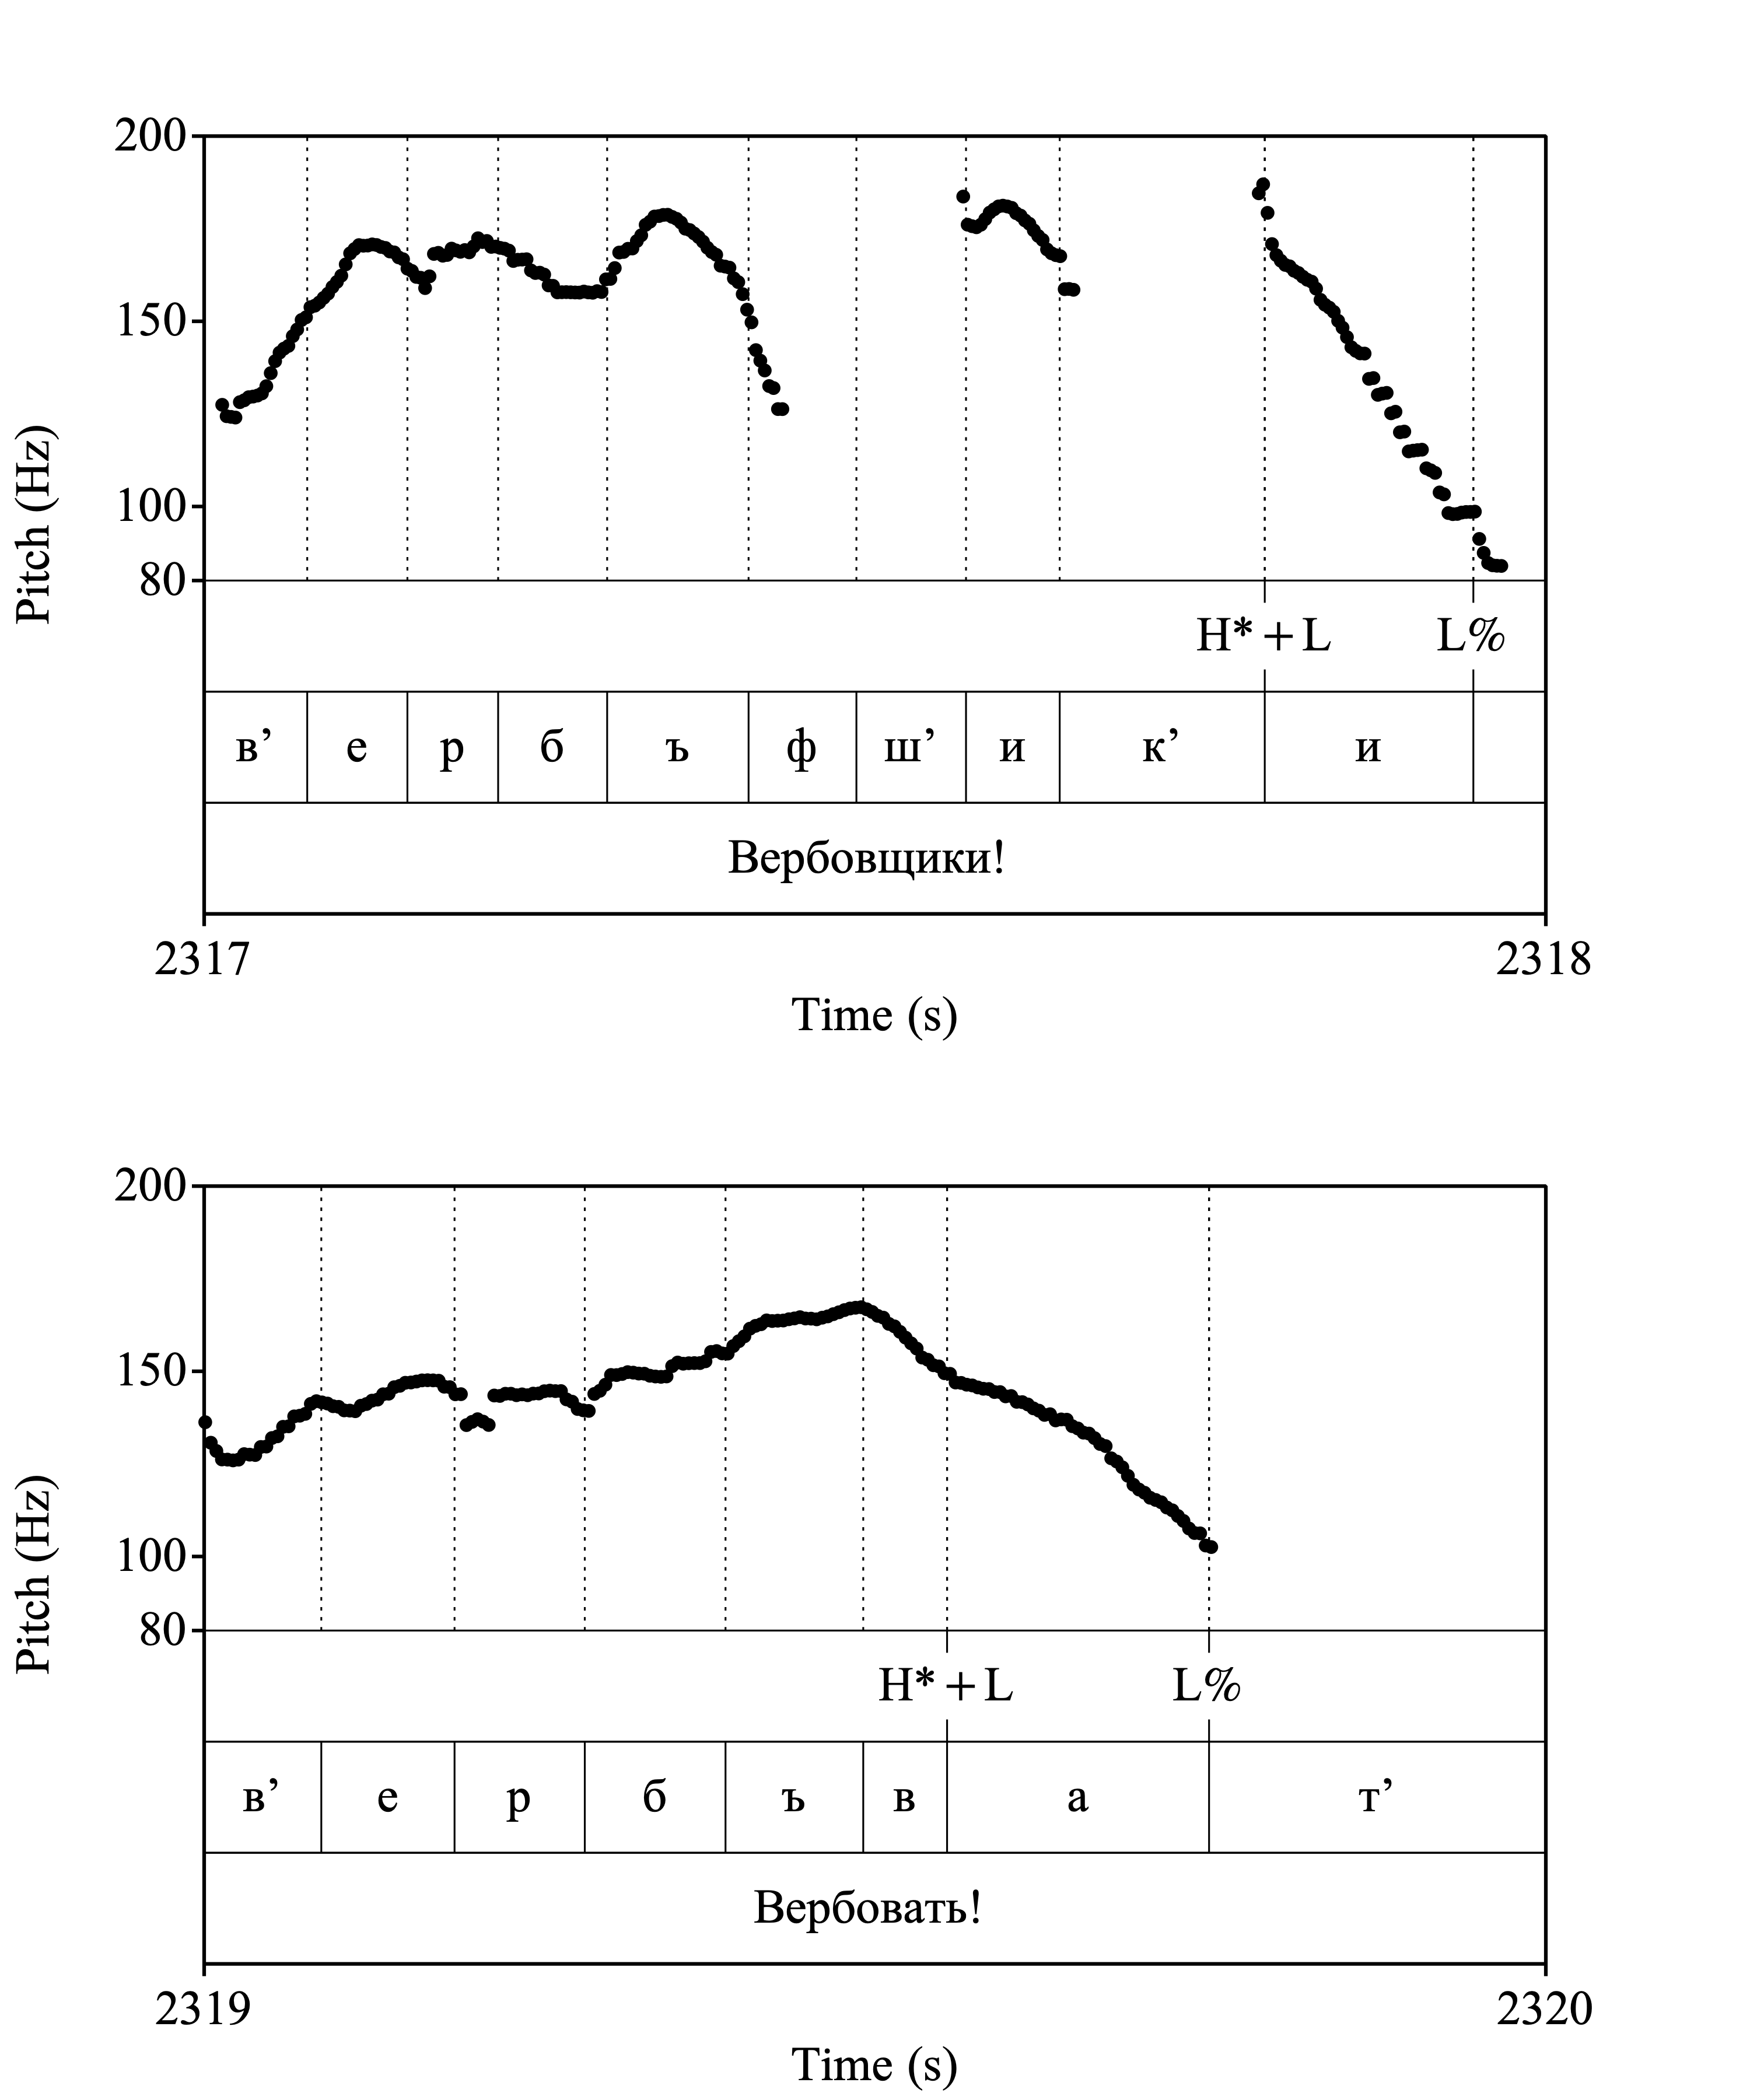 200
150
100
80
Pitch (Hz)
H* + L L%
в’ е р б ъ ф ш’ и к’ и
Вербовщики!
2317 2318
Time (s)
200
150
100
80
Pitch (Hz)
H* + L L%
в’ е р б ъ в а т’
Вербовать!
2319 2320
Time (s)